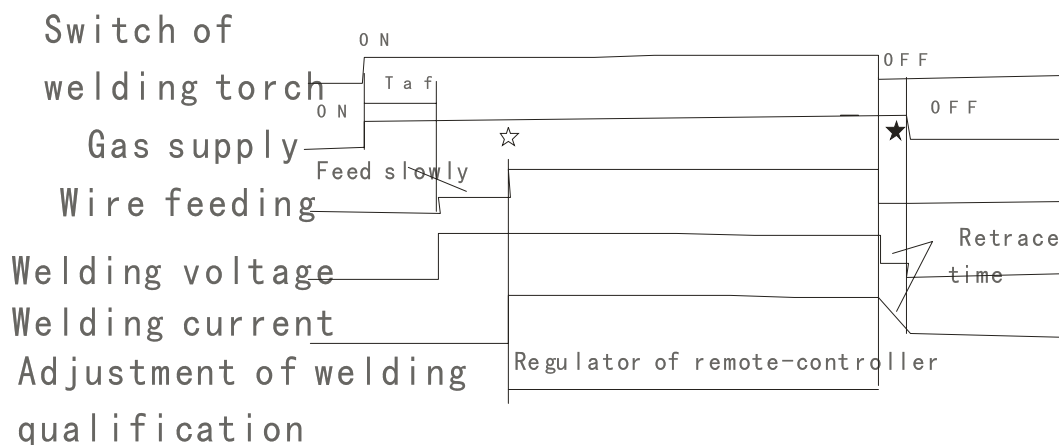 Switch of
ON
OFF
welding torch
Taf
ON
OFF
Gas supply
☆
★
Feed slowly
Wire feeding
Retrace
time
Welding voltage
Welding current
Adjustment of welding
Regulator of remote-controller
qualification